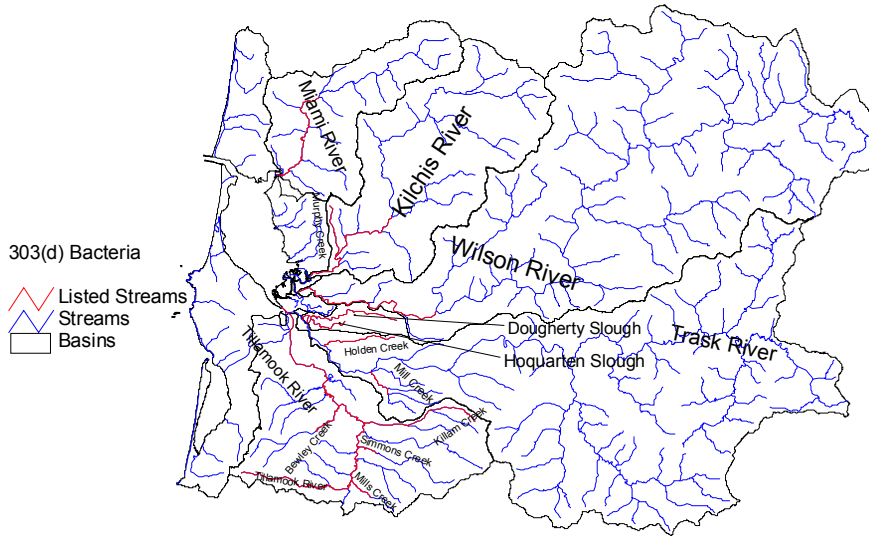 303(d) Bacteria
Listed Streams
Streams
Basins
Miami River
Kilchis River
Murphy Creek
Wilson River
Dougherty Slough
Trask River
Hoquarten Slough
Holden Creek
Tillamook River
Mill Creek
Killam Creek
Bewley Creek
Simmons Creek
Tillamook River
Mills Creek